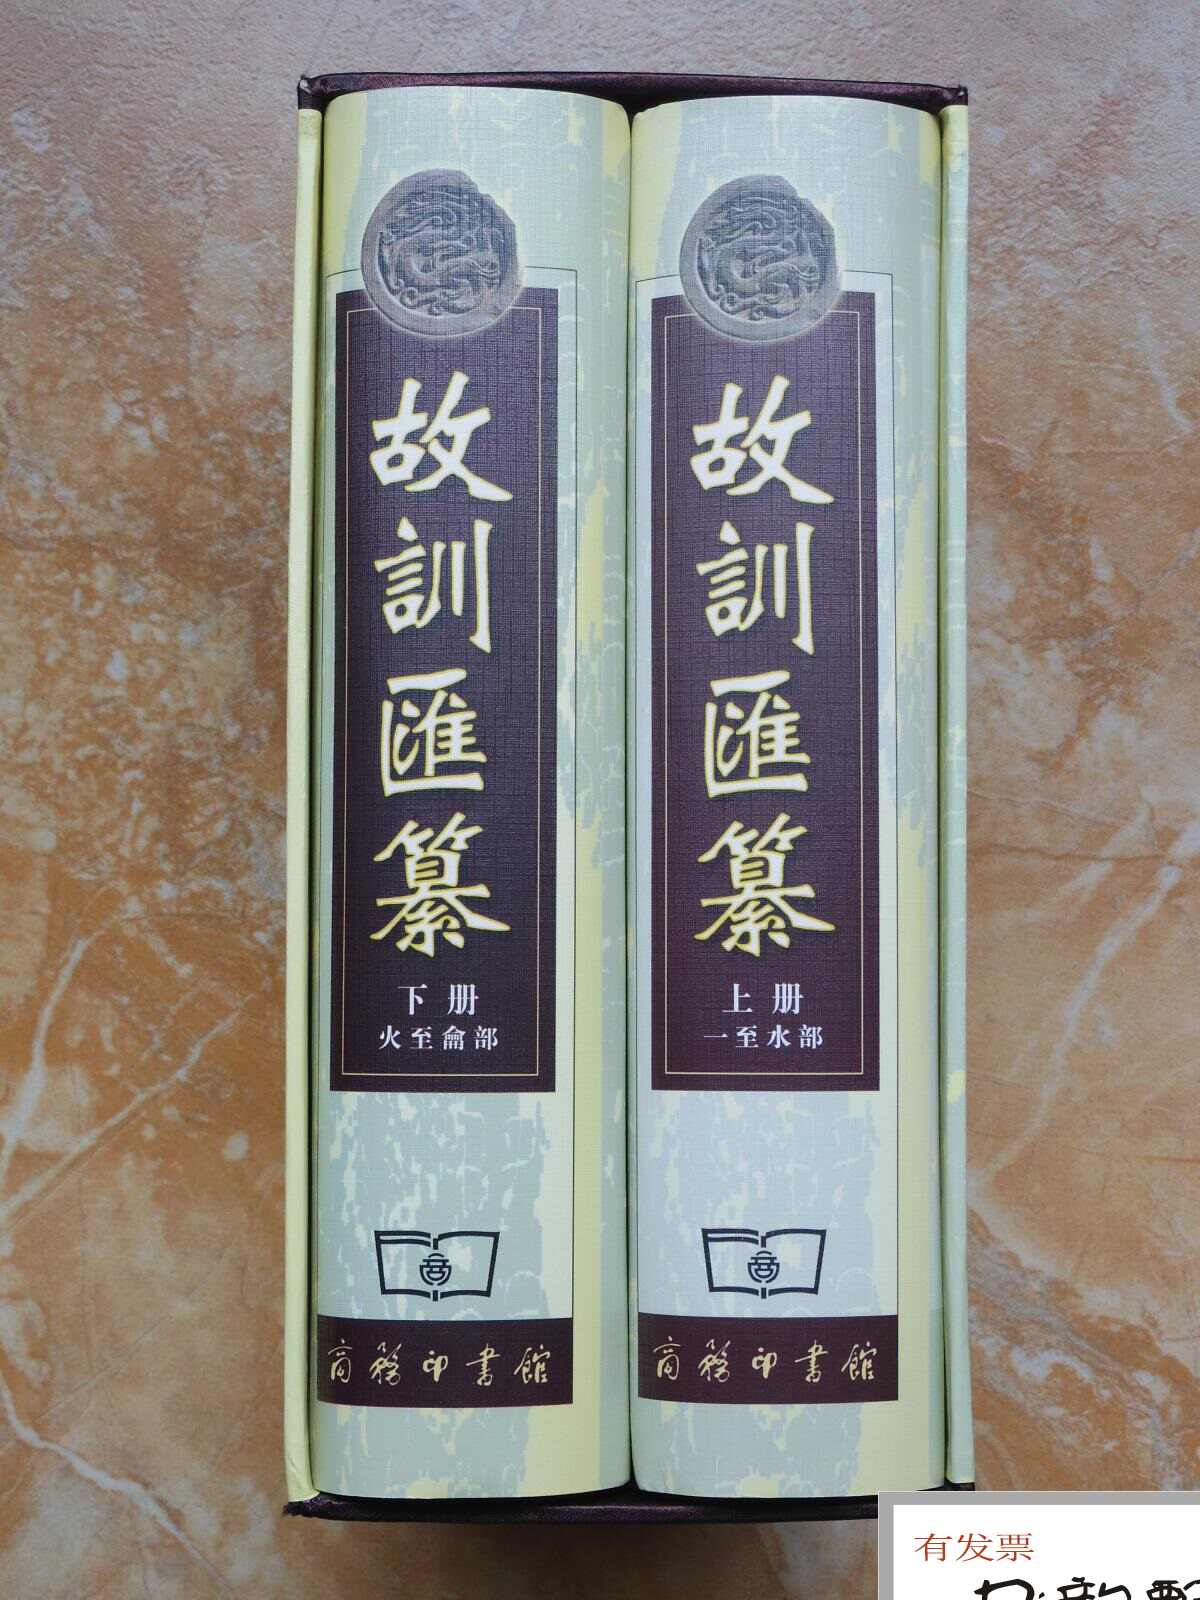 故訓匯纂
上册
一至水部
商務印書館
故訓匯纂
下册
火至龠部
商務印書館
有发票